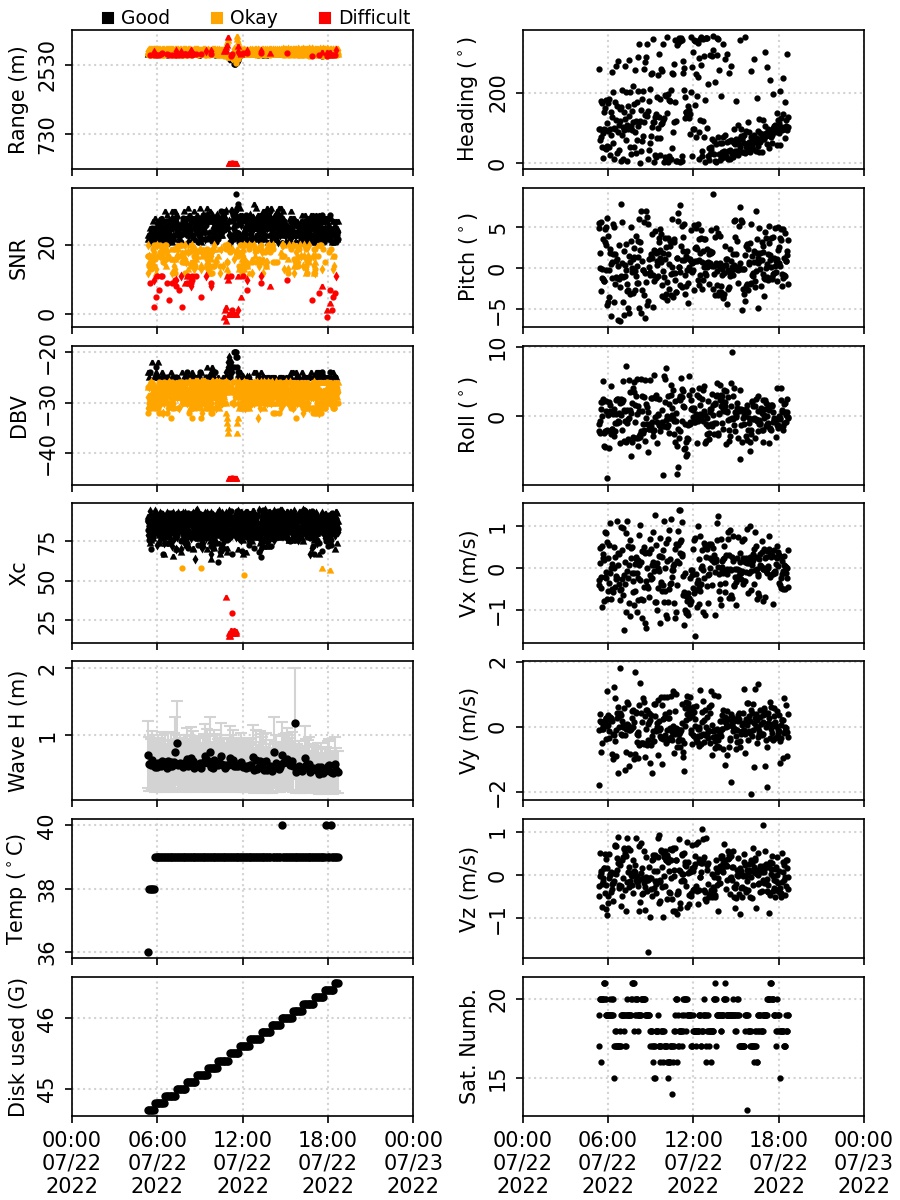 Good Okay Difficult
Range (m)
2530
730
Heading (°)
200
0
SNR
20
0
Pitch (°)
5
0
−5
DBV
−20
−30
−40
Roll (°)
10
0
Xc
75
50
25
Vx (m/s)
1
0
−1
Wave H (m)
2
1
Vy (m/s)
2
0
−2
Temp (°C)
40
38
36
Vz (m/s)
1
0
−1
Disk used (G)
46
45
Sat. Numb.
20
15
00:00 06:00 12:00 18:00 00:00
07/22 07/22 07/22 07/22 07/23
2022 2022 2022 2022 2022
00:00 06:00 12:00 18:00 00:00
07/22 07/22 07/22 07/22 07/23
2022 2022 2022 2022 2022